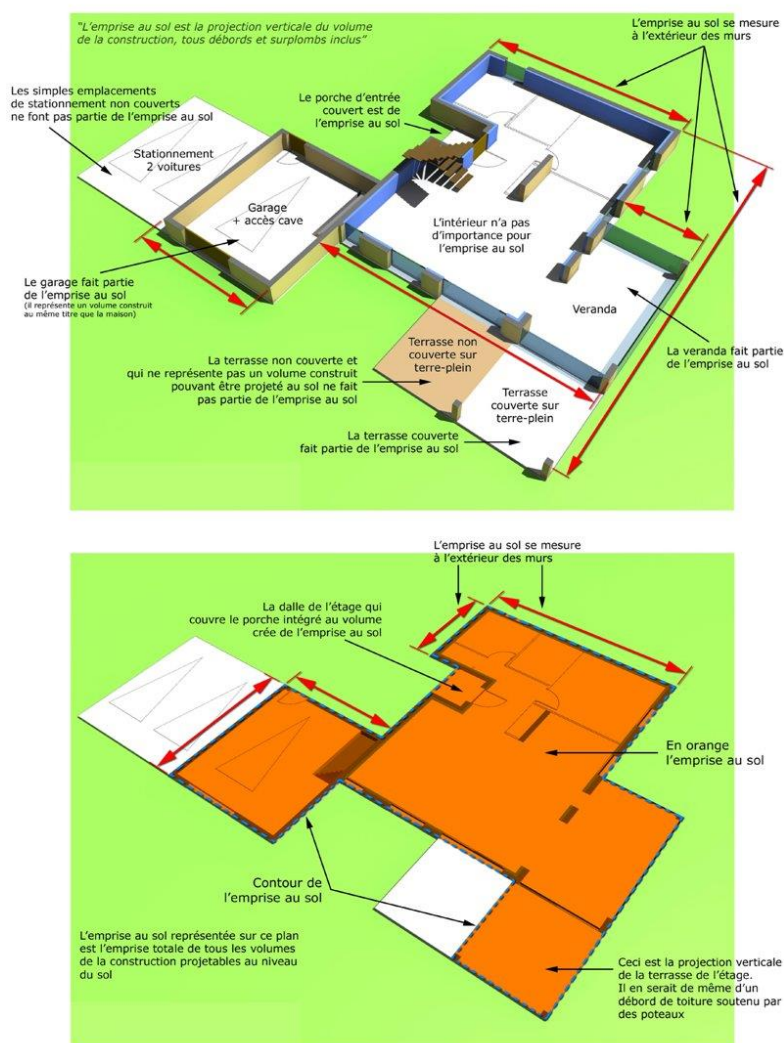 “L’emprise au sol est la projection verticale du volume
de la construction, tous débords et surplombs inclus”
L’emprise au sol se mesure
à l’extérieur des murs
Les simples emplacements
de stationnement non couverts
ne font pas partie de l’emprise au sol
Le porche d’entrée
couvert est de
l’emprise au sol
Stationnement
2 voitures
Garage
+ accès cave
L’intérieur n’a pas
d’importance pour
l’emprise au sol
Le garage fait partie
de l’emprise au sol
(il représente un volume construit
au même titre que la maison)
Veranda
La veranda fait partie
de l’emprise au sol
Terrasse non
couverte sur
terre-plein
La terrasse non couverte et
qui ne représente pas un volume construit
pouvant être projeté au sol ne fait
pas partie de l’emprise au sol
Terrasse
couverte sur
terre-plein
La terrasse couverte
fait partie de l’emprise au sol
L’emprise au sol se mesure
à l’extérieur des murs
La dalle de l’étage qui
couvre le porche intégré au volume
crée de l’emprise au sol
En orange
l’emprise au sol
Contour de
l’emprise au sol
L’emprise au sol représentée sur ce plan
est l’emprise totale de tous les volumes
de la construction projetables au niveau
du sol
Ceci est la projection verticale
de la terrasse de l’étage.
Il en serait de même d’un
débord de toiture soutenu par
des poteaux